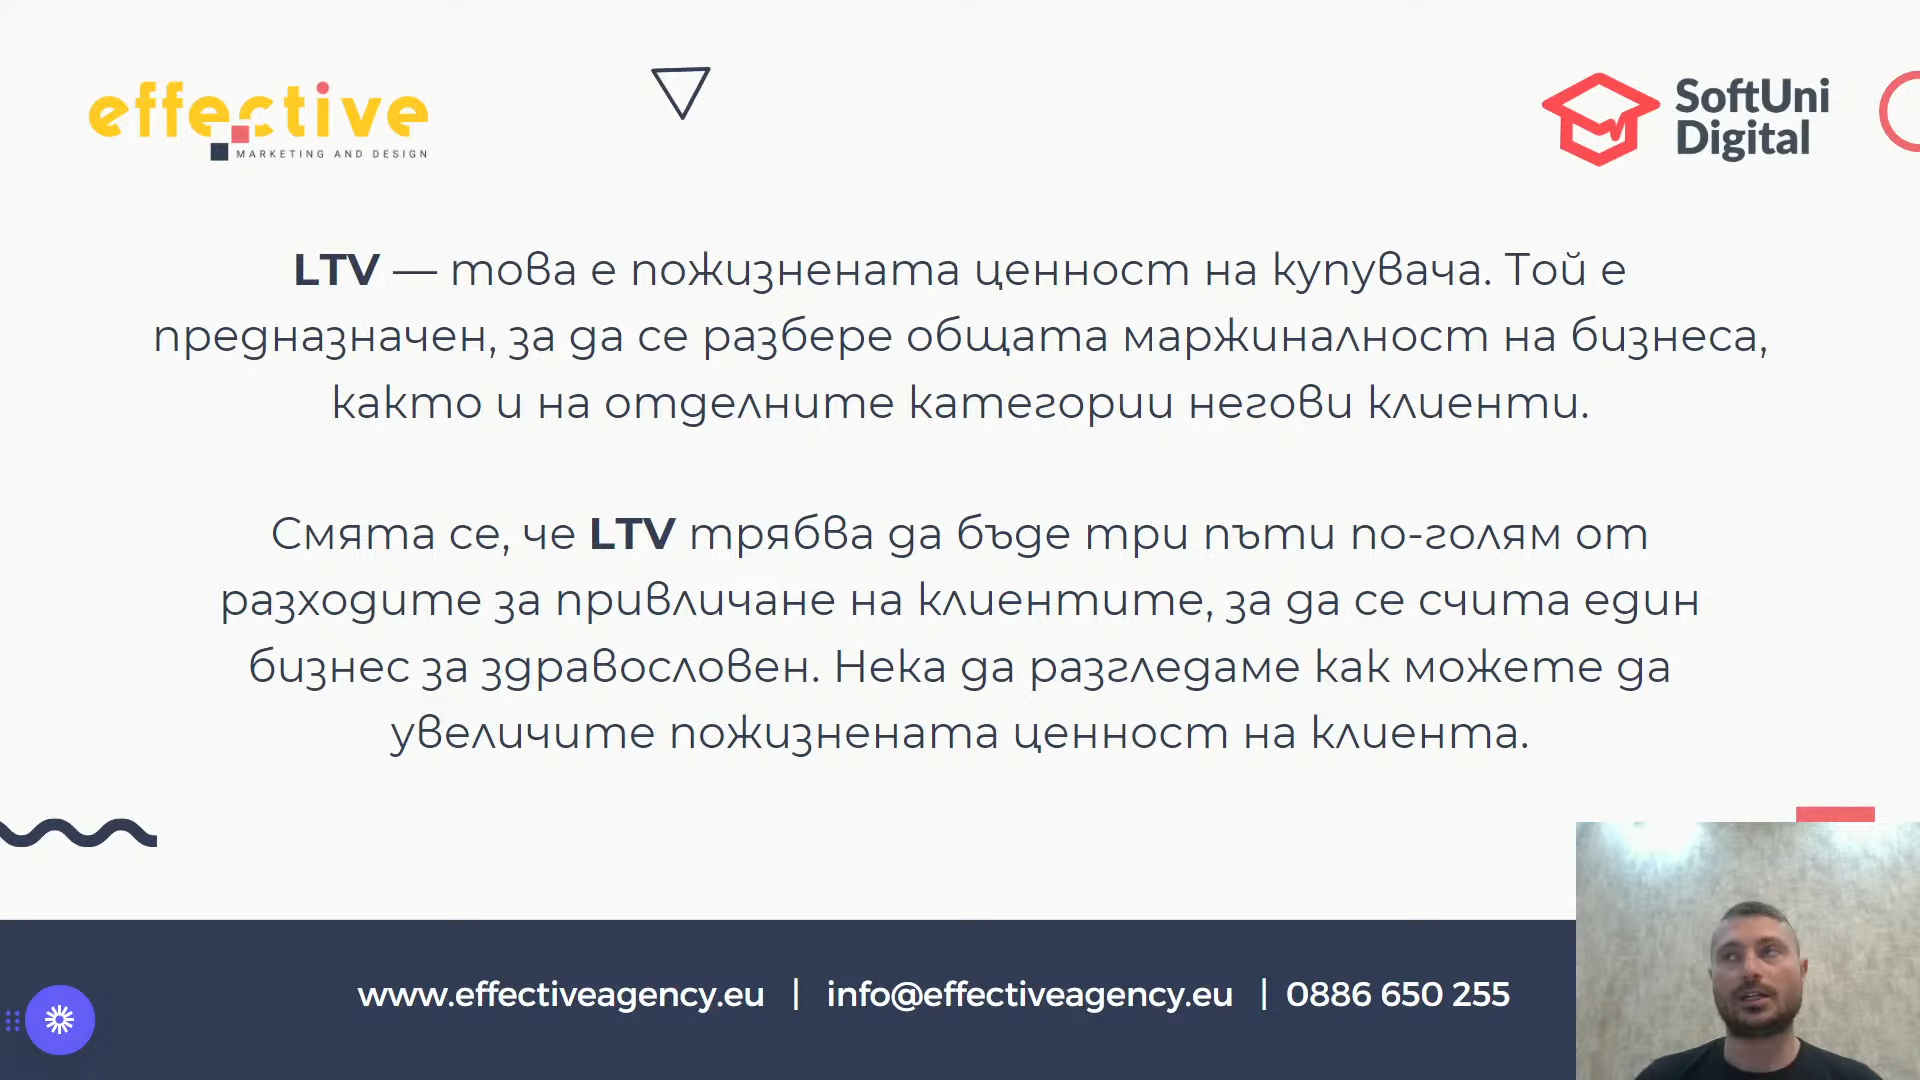 effective
MARKETING AND DESIGN
SoftUni
Digital
LTV — това е пожизнената ценност на купувача. Той е
предназначен, за да се разбере общата маржиналност на бизнеса,
както и на отделните категории негови клиенти.
Смята се, че LTV трябва да бъде три пъти по-голям от
разходите за привличане на клиентите, за да се счита един
бизнес за здравословен. Нека да разгледаме как можете да
увеличите пожизнената ценност на клиента.
www.effectiveagency.eu | info@effectiveagency.eu | 0886 650 255